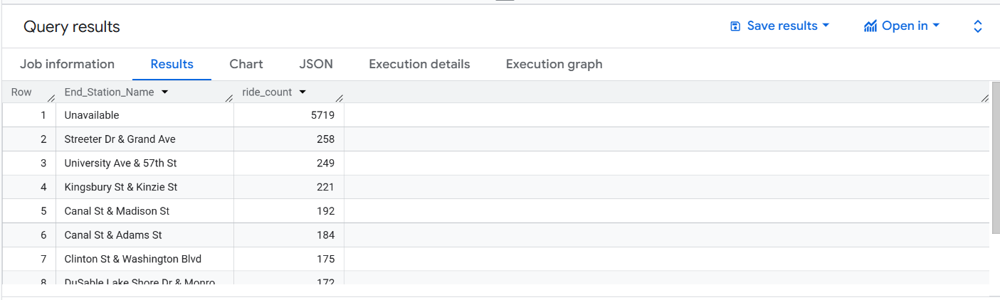 Query results Save results Open in
Job information Results Chart JSON Execution details Execution graph
Row End_Station_Name ride_count
1 Unavailable 5719
2 Streeter Dr & Grand Ave 258
3 University Ave & 57th St 249
4 Kingsbury St & Kinzie St 221
5 Canal St & Madison St 192
6 Canal St & Adams St 184
7 Clinton St & Washington Blvd 175
8 DuSable Lake Shore Dr & Monro 172